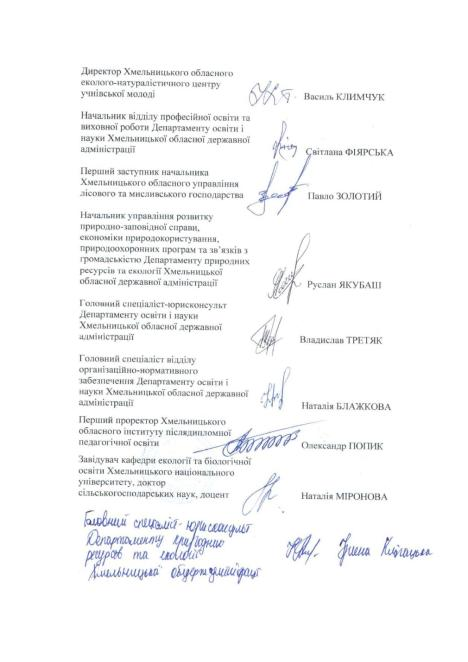 Директор Хмельницького обласного
еколого-натуралістичного центру
учнівської молоді
Василь КЛИМЧУК
Начальник відділу професійної освіти та
виховної роботи Департаменту освіти і
науки Хмельницької обласної державної
адміністрації
Світлана ФІЯРСЬКА
Перший заступник начальника
Хмельницького обласного управління
лісового та мисливського господарства
Павло ЗОЛОТИЙ
Начальник управління розвитку
природно-заповідної справи,
економіки природокористування,
природоохоронних програм та зв'язків з
громадськістю Департаменту природних
ресурсів та екології Хмельницької
обласної державної адміністрації
Руслан ЯКУБАШ
Головний спеціаліст-юрисконсульт
Департаменту освіти і науки
Хмельницької обласної державної
адміністрації
Владислав ТРЕТЯК
Головний спеціаліст відділу
організаційно-нормативного
забезпечення Департаменту освіти і
науки Хмельницької обласної державної
адміністрації
Наталія БЛАЖКОВА
Перший проректор Хмельницького
обласного інституту післядипломної
педагогічної освіти
Олександр ПОПИК
Завідувач кафедри екології та біологічної
освіти Хмельницького національного
університету, доктор
сільськогосподарських наук, доцент
Наталія МІРОНОВА
Головний спеціаліст-юрисконсульт
Департаменту природних
ресурсів та екології
Хмельницької облдержадміністрації
Ірина